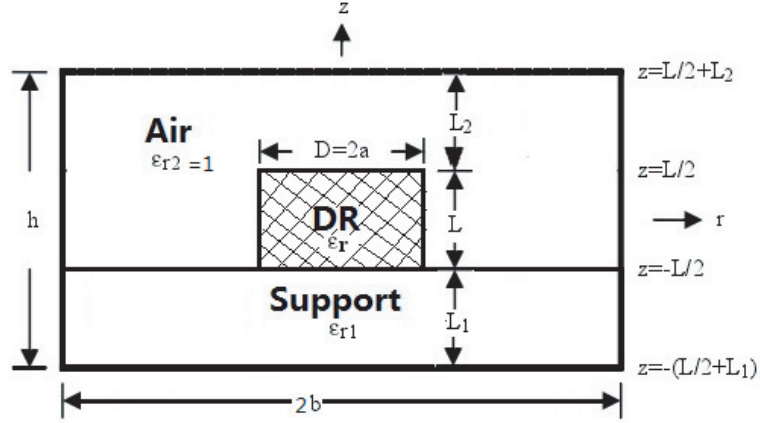 z
z=L/2+L₂
Air
εr2 =1
L₂
D=2a
z=L/2
h
DR
εr
L
r
z=-L/2
Support
εr1
L₁
z=-(L/2+L₁)
2b